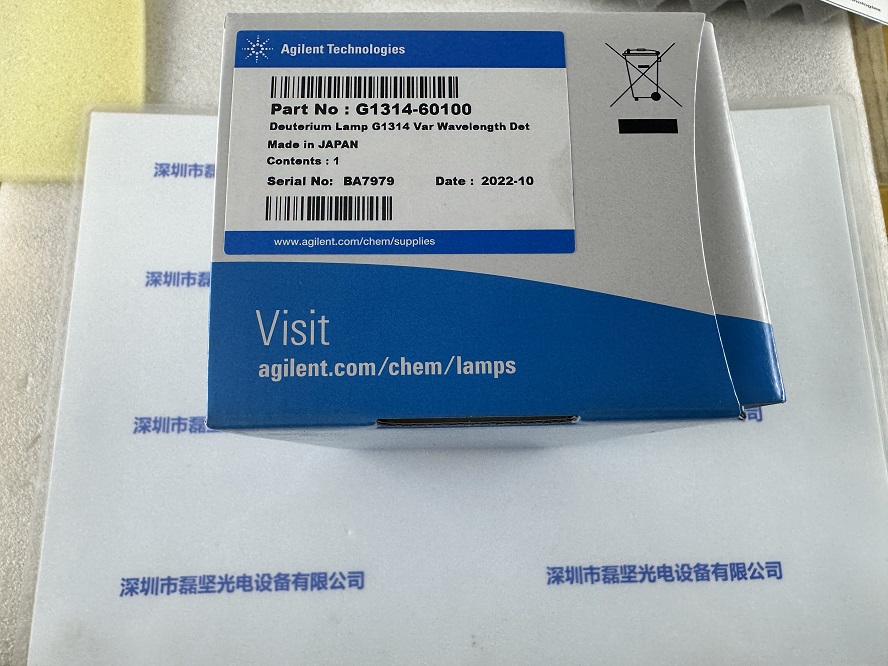 Agilent Technologies
Part No : G1314-60100
Deuterium Lamp G1314 Var Wavelength Det
Made in JAPAN
Contents : 1
Serial No: BA7979 Date : 2022-10
www.agilent.com/chem/supplies
Visit
agilent.com/chem/lamps
深圳市磊
深圳市磊
深圳市磊
司
深圳市磊坚光电设备有限公司
深圳市磊坚光电设备有限公司